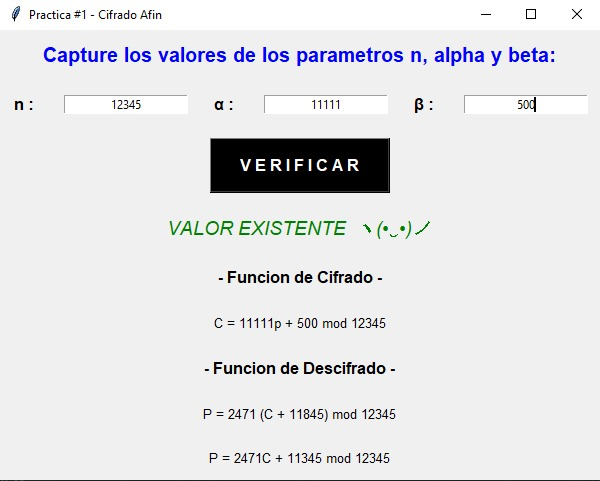 Practica #1 - Cifrado Afin
Capture los valores de los parametros n, alpha y beta:
n : 12345 α : 11111 β : 500
VERIFICAR
VALOR EXISTENTE ヽ(•‿•)ノ
- Funcion de Cifrado -
C = 11111p + 500 mod 12345
- Funcion de Descifrado -
P = 2471 (C + 11845) mod 12345
P = 2471C + 11345 mod 12345